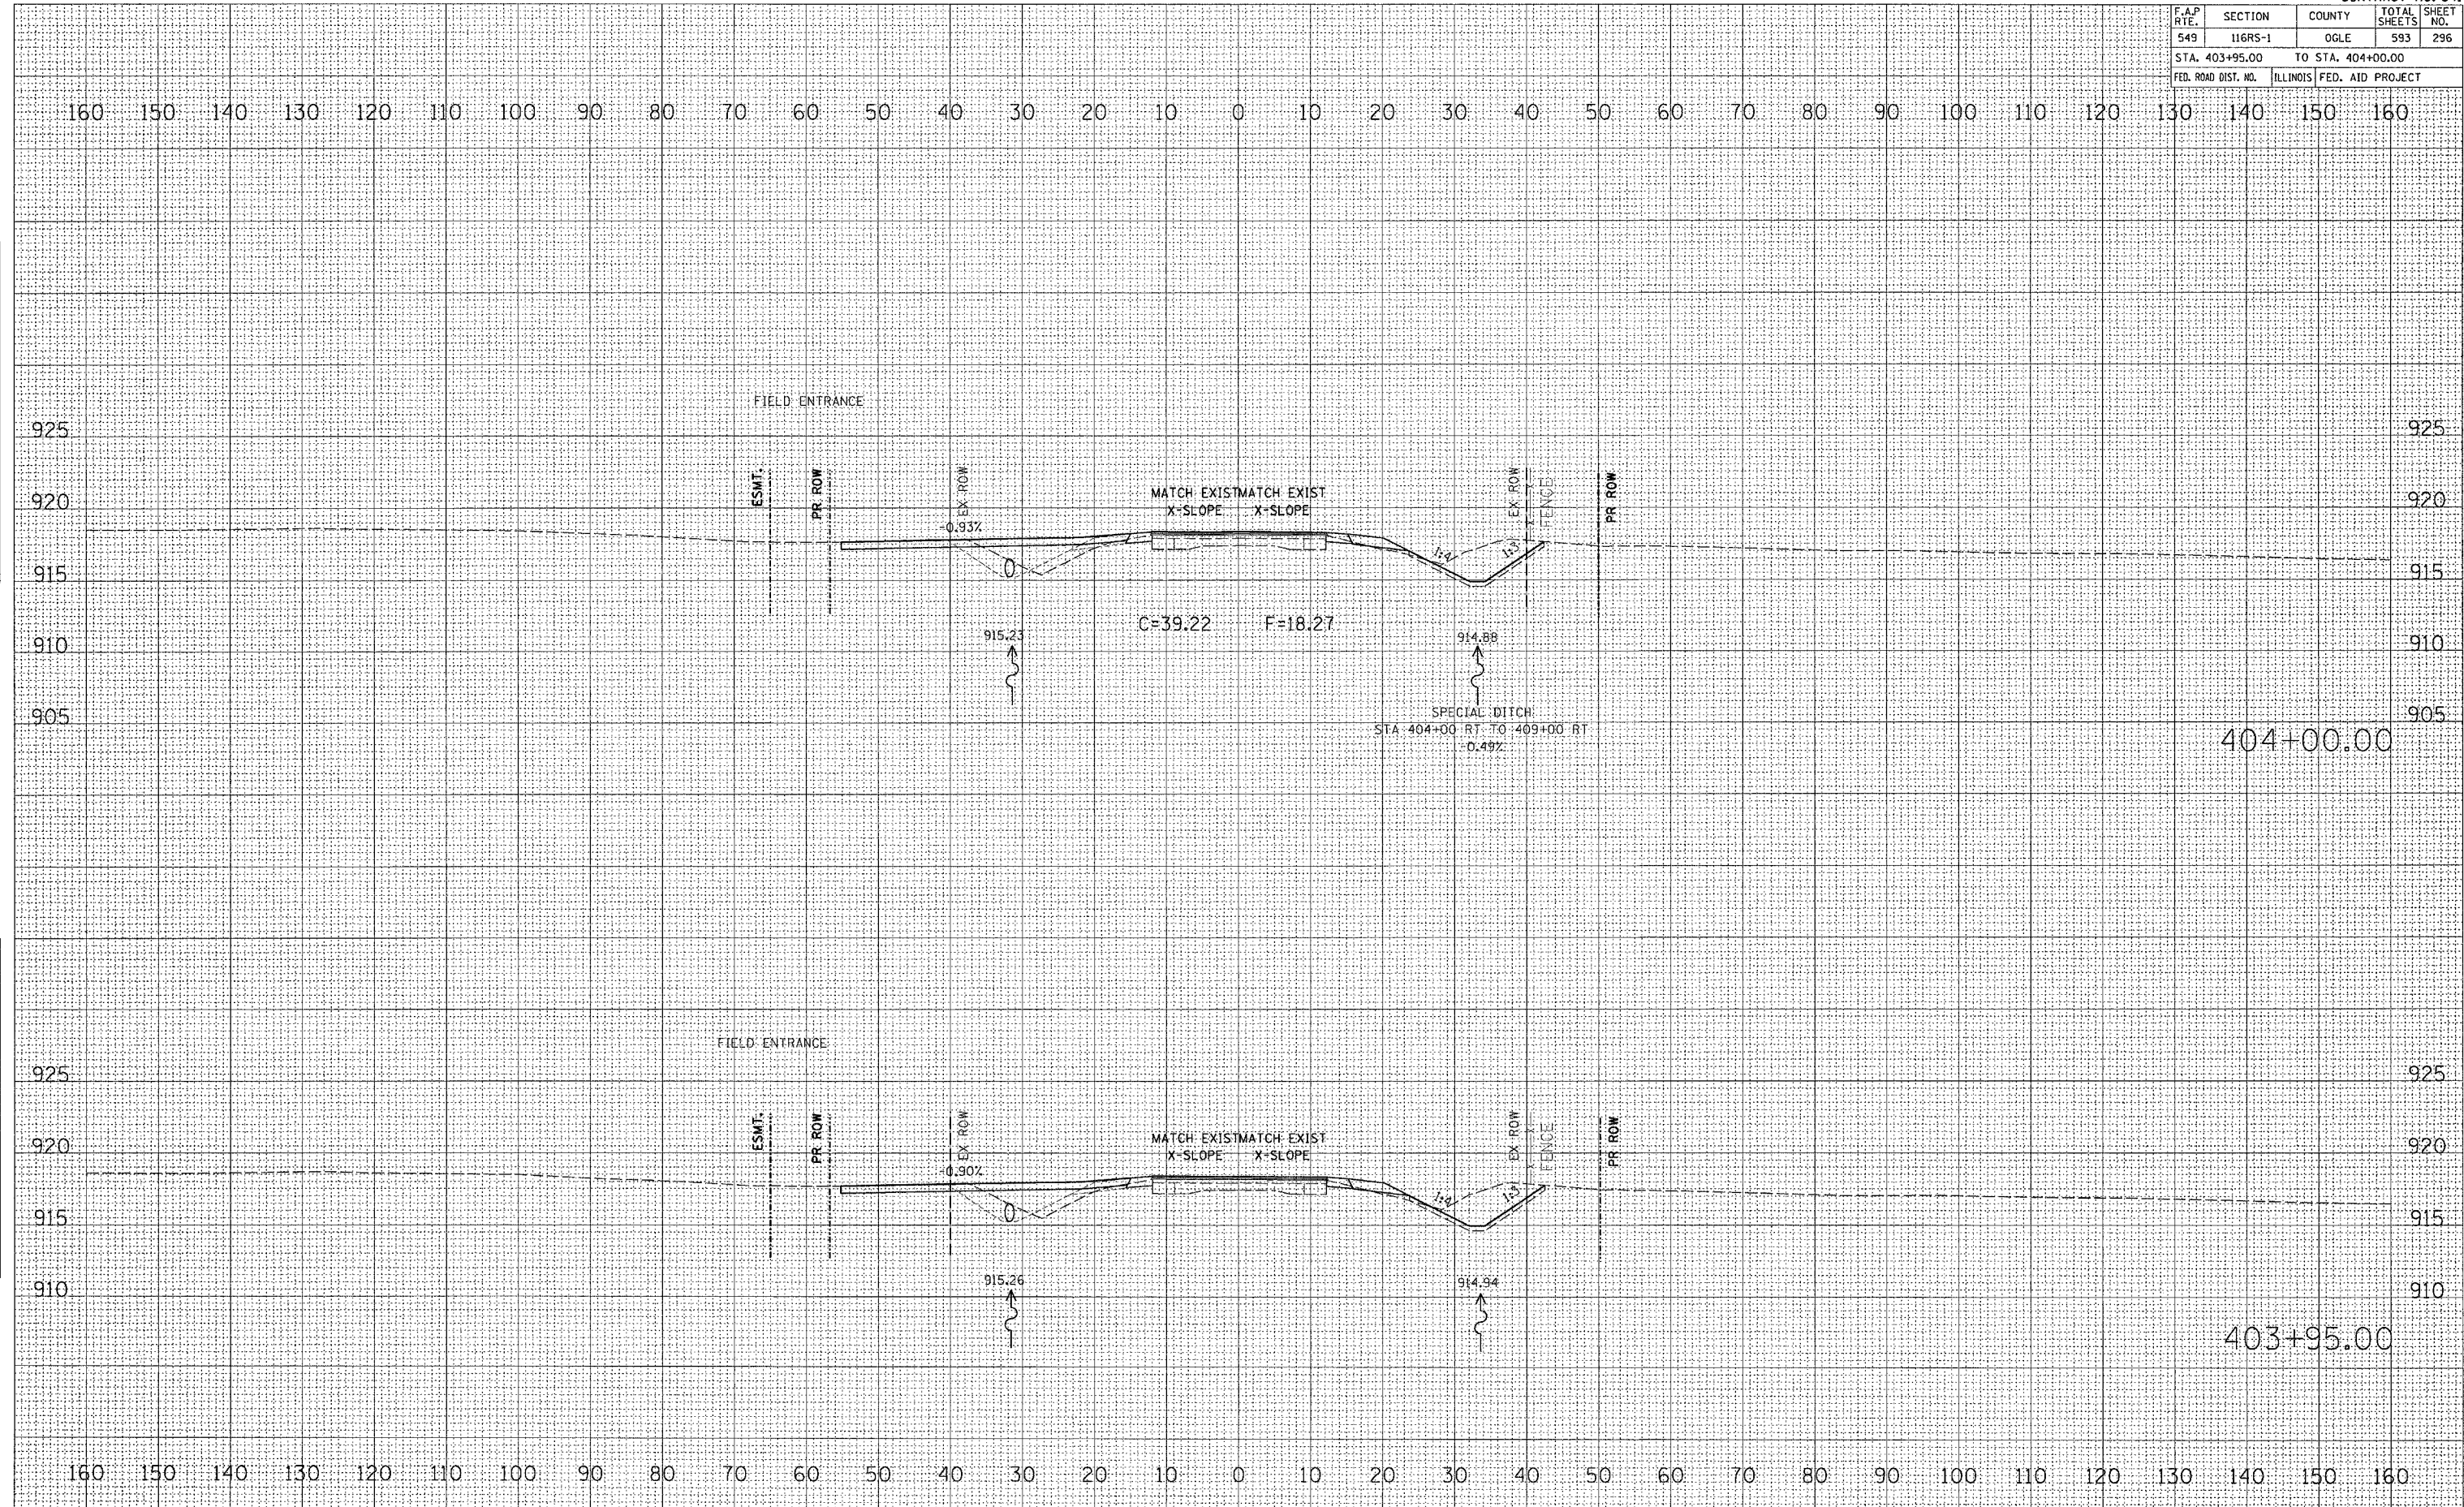 F.A.P RTE. SECTION COUNTY TOTAL SHEETS SHEET NO.
549 116RS-1 OGLE 593 296
STA. 403+95.00 TO STA. 404+00.00
FED. ROAD DIST. NO. ILLINOIS FED. AID PROJECT
160 150 140 130 120 110 100 90 80 70 60 50 40 30 20 10 0 10 20 30 40 50 60 70 80 90 100 110 120 130 140 150 160
FIELD ENTRANCE
925 925
ESMT. PR ROW EX ROW EX ROW FENCE PR ROW
920 MATCH EXIST MATCH EXIST 920
X-SLOPE X-SLOPE
-0.93%
1:4 1:3
915 915
C=39.22 F=18.27
915.23 914.88
910 910
SPECIAL DITCH
905 905
STA 404+00 RT TO 409+00 RT
-0.49%
404+00.00
FIELD ENTRANCE
925 925
ESMT. PR ROW EX ROW EX ROW FENCE PR ROW
920 MATCH EXIST MATCH EXIST 920
X-SLOPE X-SLOPE
-0.90%
1:4 1:3
915 915
915.26 914.94
910 910
403+95.00
160 150 140 130 120 110 100 90 80 70 60 50 40 30 20 10 0 10 20 30 40 50 60 70 80 90 100 110 120 130 140 150 160